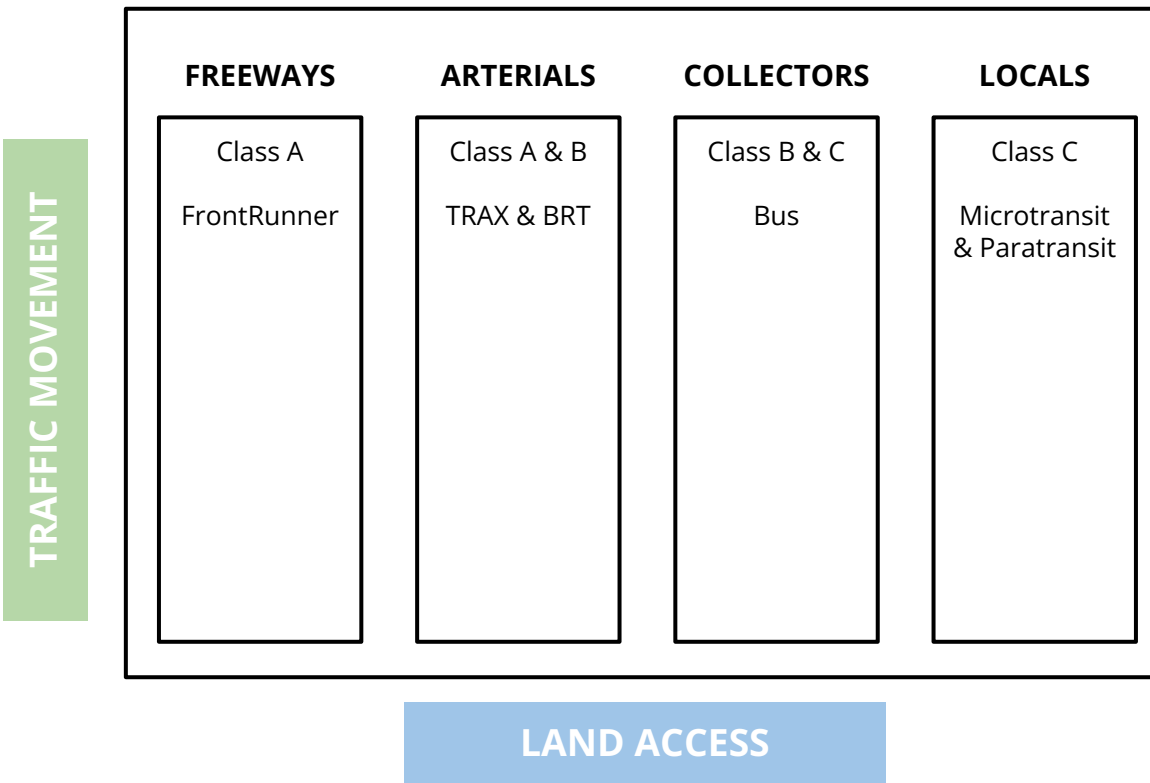 FREEWAYS
Class A
FrontRunner
ARTERIALS
Class A & B
TRAX & BRT
COLLECTORS
Class B & C
Bus
LOCALS
Class C
Microtransit
& Paratransit
TRAFFIC MOVEMENT
LAND ACCESS